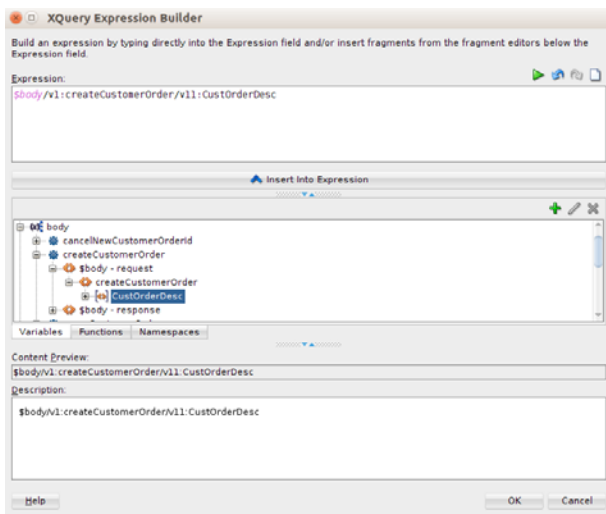 XQuery Expression Builder
Build an expression by typing directly into the Expression field and/or insert fragments from the fragment editors below the
Expression field.
Expression:
$body/v1:createCustomerOrder/v11:CustOrderDesc
Insert Into Expression
body
cancelNewCustomerOrderId
createCustomerOrder
$body - request
createCustomerOrder
CustOrderDesc
$body - response
Variables Functions Namespaces
Content Preview:
$body/v1:createCustomerOrder/v11:CustOrderDesc
Description:
$body/v1:createCustomerOrder/v11:CustOrderDesc
Help OK Cancel